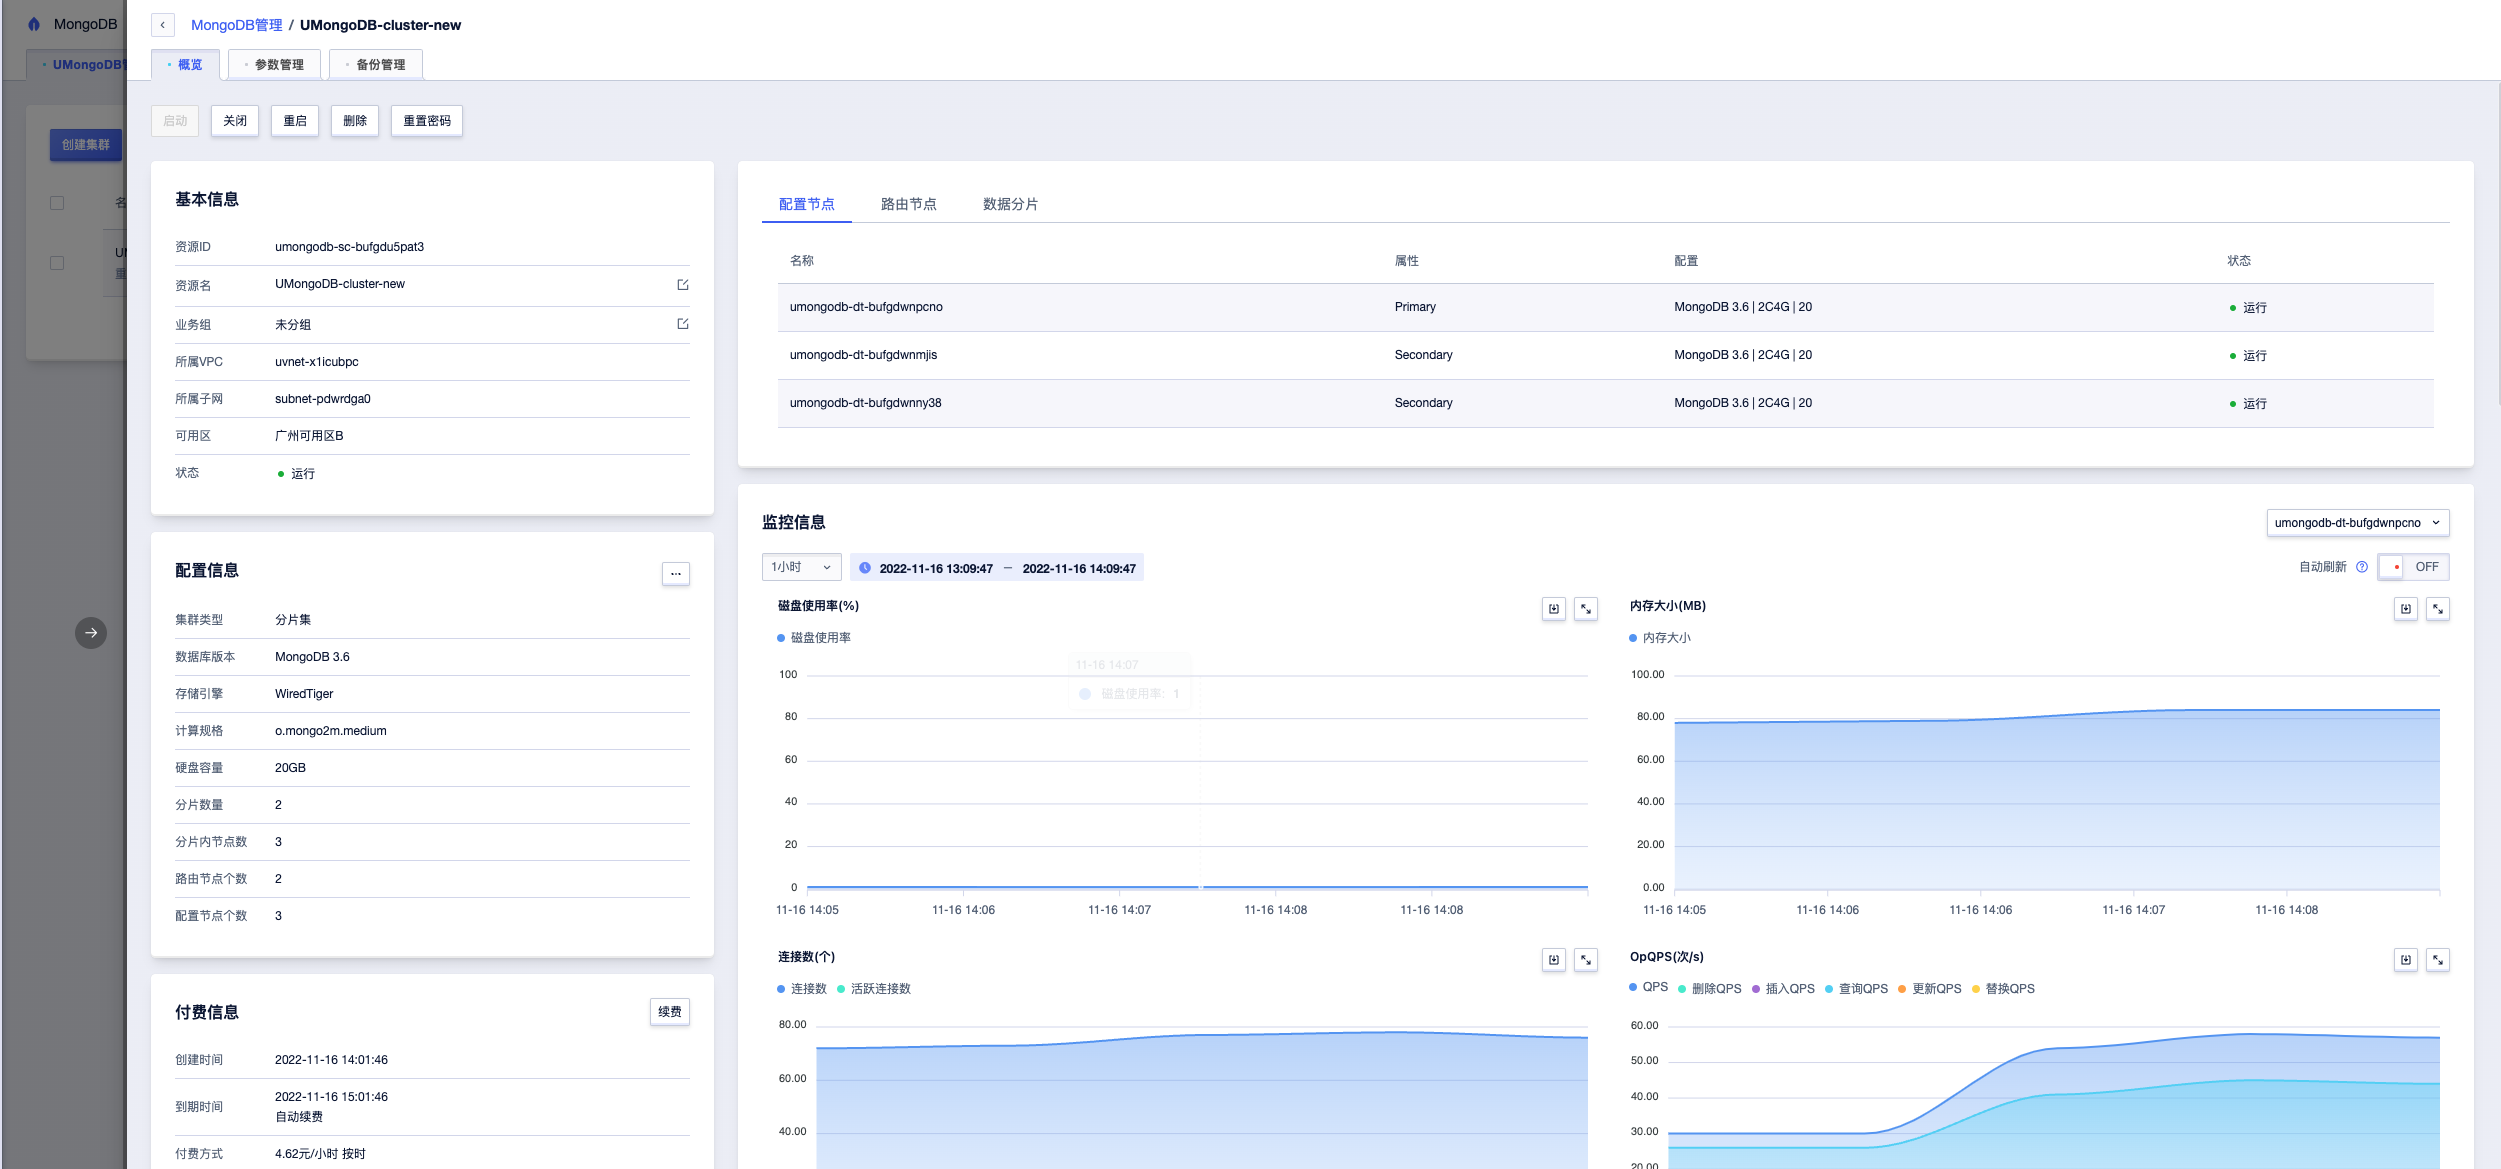 MongoDB
UMongoDB管
创建集群
‹
MongoDB管理 / UMongoDB-cluster-new
概览
参数管理
备份管理
启动
关闭
重启
删除
重置密码
基本信息
资源ID umongodb-sc-bufgdu5pat3
资源名 UMongoDB-cluster-new
业务组 未分组
所属VPC uvnet-x1icubpc
所属子网 subnet-pdwrdga0
可用区 广州可用区B
状态 运行
配置信息
...
集群类型 分片集
数据库版本 MongoDB 3.6
存储引擎 WiredTiger
计算规格 o.mongo2m.medium
硬盘容量 20GB
分片数量 2
分片内节点数 3
路由节点个数 2
配置节点个数 3
付费信息
续费
创建时间 2022-11-16 14:01:46
到期时间 2022-11-16 15:01:46
自动续费
付费方式 4.62元/小时 按时
配置节点 路由节点 数据分片
名称 属性 配置 状态
umongodb-dt-bufgdwnpcno Primary MongoDB 3.6 | 2C4G | 20 运行
umongodb-dt-bufgdwnmjis Secondary MongoDB 3.6 | 2C4G | 20 运行
umongodb-dt-bufgdwnny38 Secondary MongoDB 3.6 | 2C4G | 20 运行
监控信息
umongodb-dt-bufgdwnpcno
1小时
2022-11-16 13:09:47 – 2022-11-16 14:09:47
自动刷新 OFF
磁盘使用率(%)
磁盘使用率
11-16 14:07
磁盘使用率: 1
100
80
60
40
20
0
11-16 14:05 11-16 14:06 11-16 14:07 11-16 14:08 11-16 14:08
内存大小(MB)
内存大小
100.00
80.00
60.00
40.00
20.00
0.00
11-16 14:05 11-16 14:06 11-16 14:06 11-16 14:07 11-16 14:08
连接数(个)
连接数 活跃连接数
80.00
60.00
40.00
OpQPS(次/s)
QPS 删除QPS 插入QPS 查询QPS 更新QPS 替换QPS
60.00
50.00
40.00
30.00
20.00